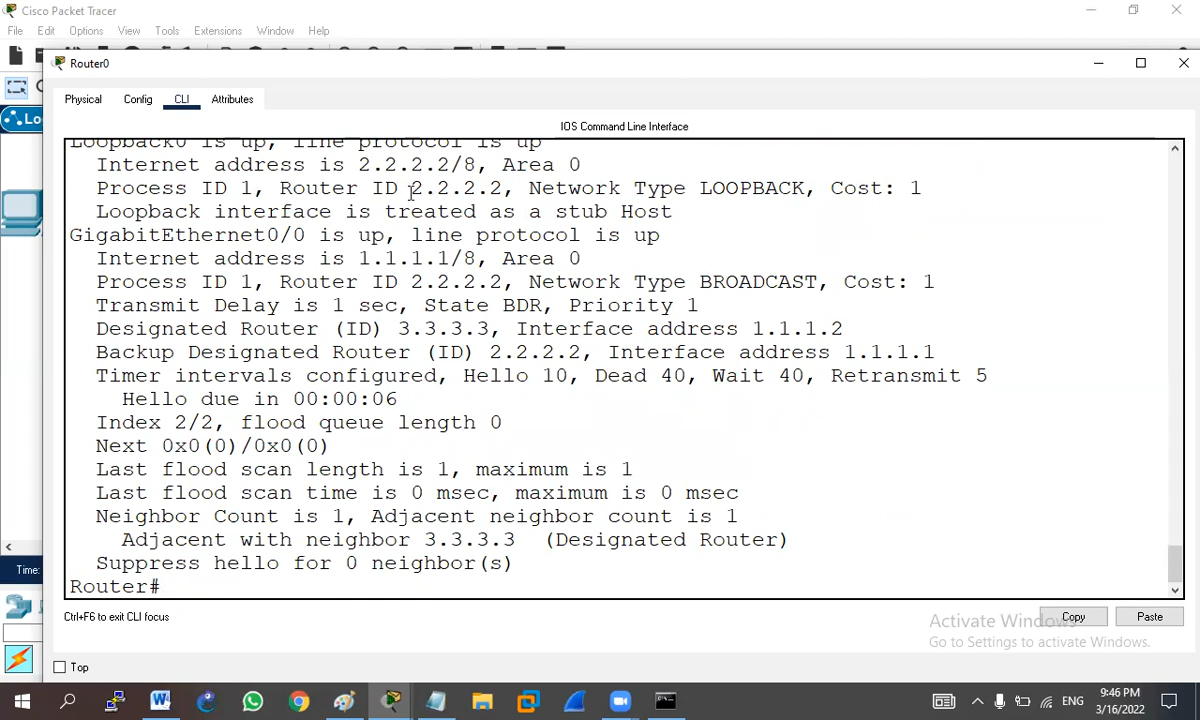 Cisco Packet Tracer
File Edit Options View Tools Extensions Window Help
Router0
Physical Config CLI Attributes
IOS Command Line Interface
Loopback0 is up, line protocol is up
Internet address is 2.2.2.2/8, Area 0
Process ID 1, Router ID 2.2.2.2, Network Type LOOPBACK, Cost: 1
Loopback interface is treated as a stub Host
GigabitEthernet0/0 is up, line protocol is up
Internet address is 1.1.1.1/8, Area 0
Process ID 1, Router ID 2.2.2.2, Network Type BROADCAST, Cost: 1
Transmit Delay is 1 sec, State BDR, Priority 1
Designated Router (ID) 3.3.3.3, Interface address 1.1.1.2
Backup Designated Router (ID) 2.2.2.2, Interface address 1.1.1.1
Timer intervals configured, Hello 10, Dead 40, Wait 40, Retransmit 5
Hello due in 00:00:06
Index 2/2, flood queue length 0
Next 0x0(0)/0x0(0)
Last flood scan length is 1, maximum is 1
Last flood scan time is 0 msec, maximum is 0 msec
Neighbor Count is 1, Adjacent neighbor count is 1
Adjacent with neighbor 3.3.3.3 (Designated Router)
Suppress hello for 0 neighbor(s)
Router#
Ctrl+F6 to exit CLI focus
Copy Paste
Activate Windows
Go to Settings to activate Windows.
Top
Lo
Time:
ENG
9:46 PM
3/16/2022